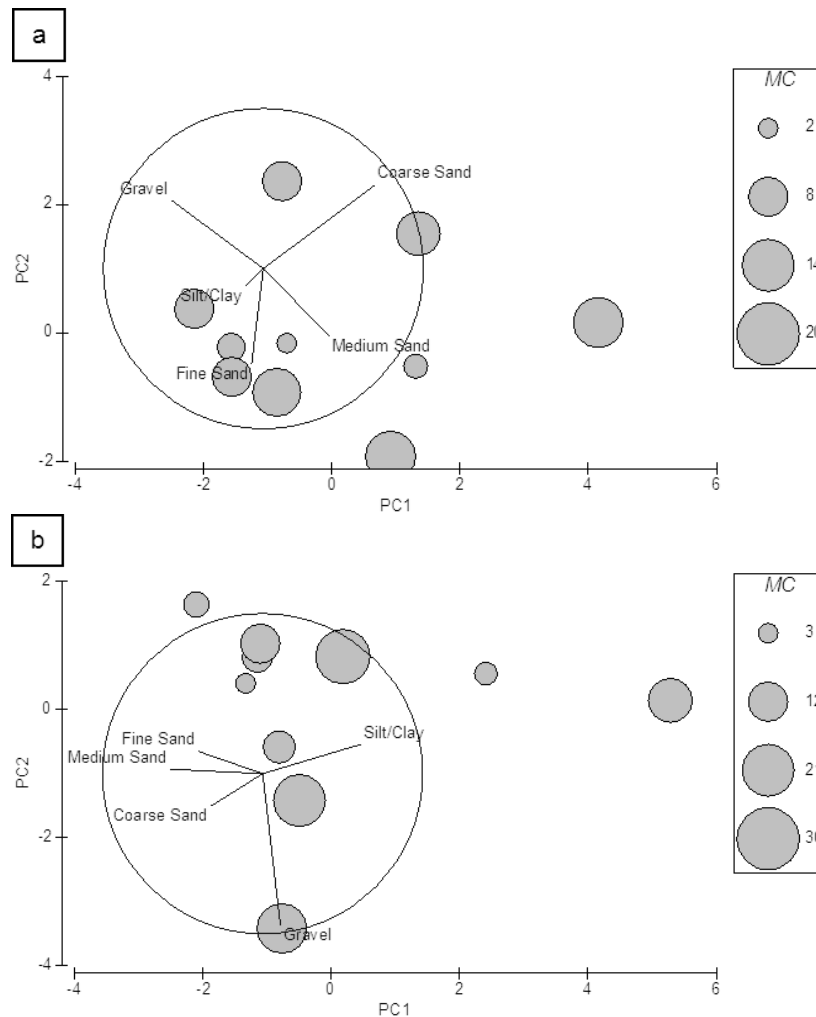 a
4
MC
2
Coarse Sand
Gravel
2
8
PC2
14
Silt/Clay
0
Medium Sand
Fine Sand
-2
-4 -2 0 2 4 6
PC1
b
2
MC
3
0
12
Fine Sand
Silt/Clay
Medium Sand
PC2
Coarse Sand
-2
Gravel
-4
-4 -2 0 2 4 6
PC1